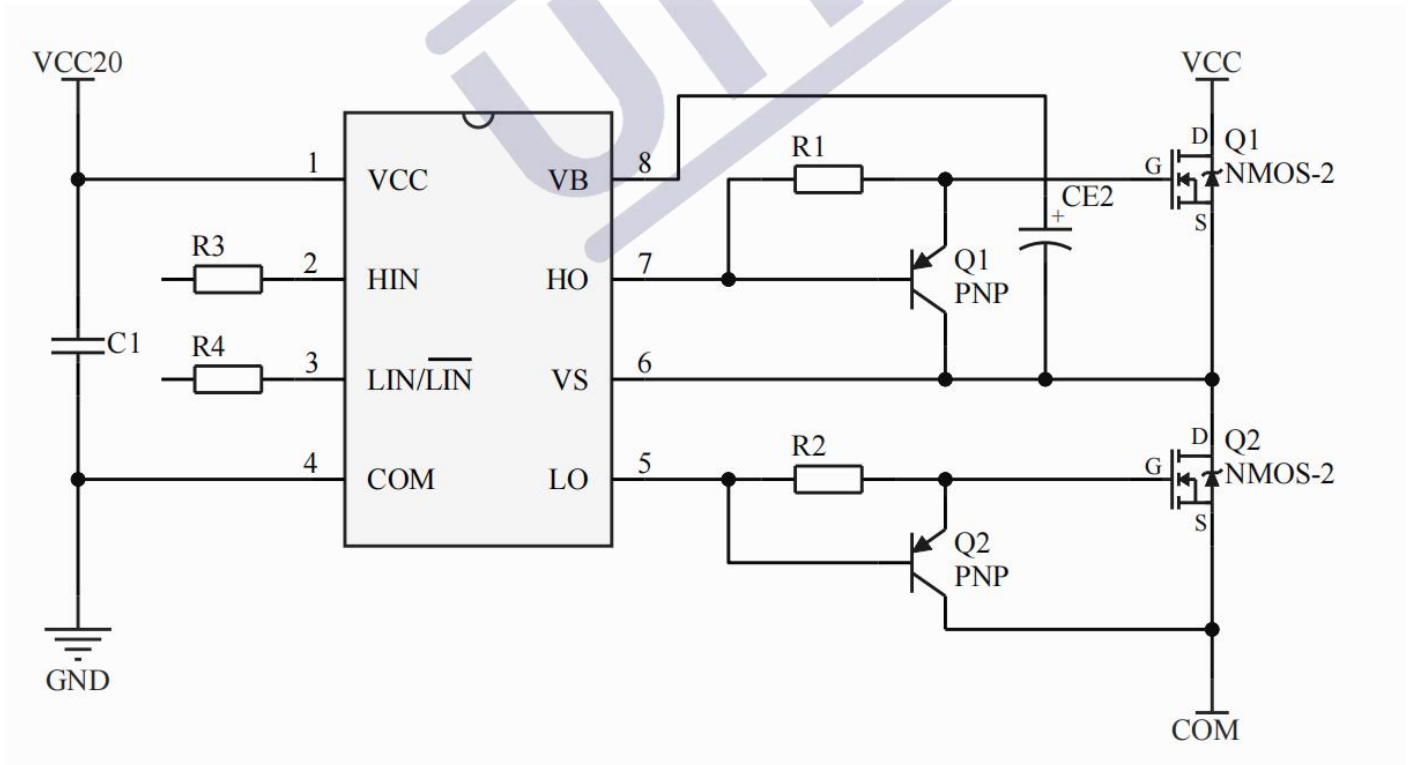 VCC20
VCC
1
VCC
VB
8
R1
D
Q1
G
NMOS-2
S
CE2
+
R3
2
HIN
HO
7
Q1
PNP
C1
R4
3
LIN/LIN
VS
6
4
COM
LO
5
R2
D
Q2
G
NMOS-2
S
Q2
PNP
GND
COM